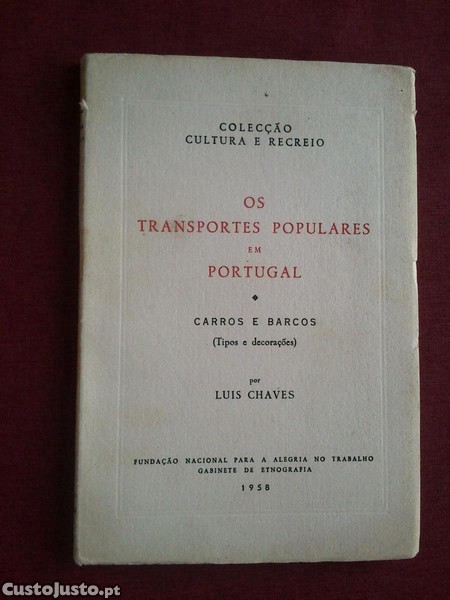 COLECÇÃO
CULTURA E RECREIO
OS
TRANSPORTES POPULARES
EM
PORTUGAL
CARROS E BARCOS
(Tipos e decorações)
por
LUIS CHAVES
FUNDAÇÃO NACIONAL PARA A ALEGRIA NO TRABALHO
GABINETE DE ETNOGRAFIA
1958
CustoJusto.pt